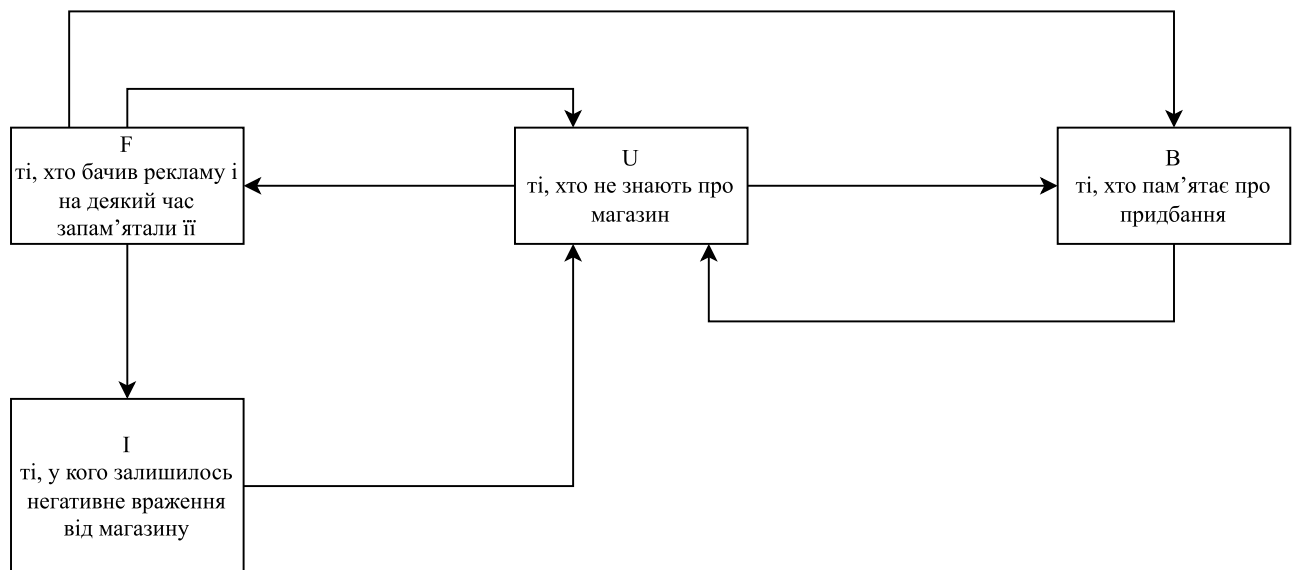 F
ті, хто бачив рекламу і
на деякий час
запам’ятали її
U
ті, хто не знають про
магазин
B
ті, хто пам’ятає про
придбання
I
ті, у кого залишилось
негативне враження
від магазину